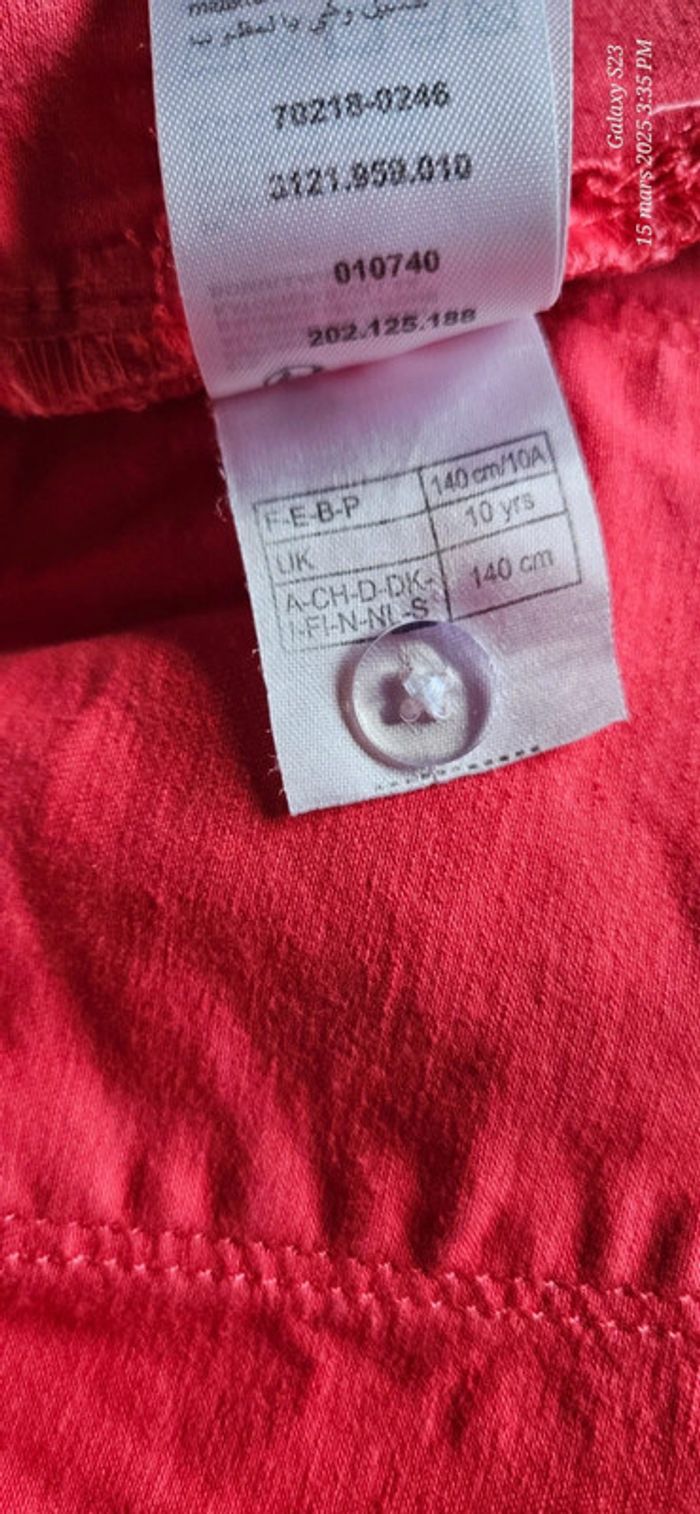 70218-0246
3121.959.010
010740
202.125.188
F-E-B-P 140 cm/10A
UK 10 yrs
A-CH-D-DK- 140 cm
I-FI-N-NL-S
Galaxy S23
15 mars 2025 3:35 PM